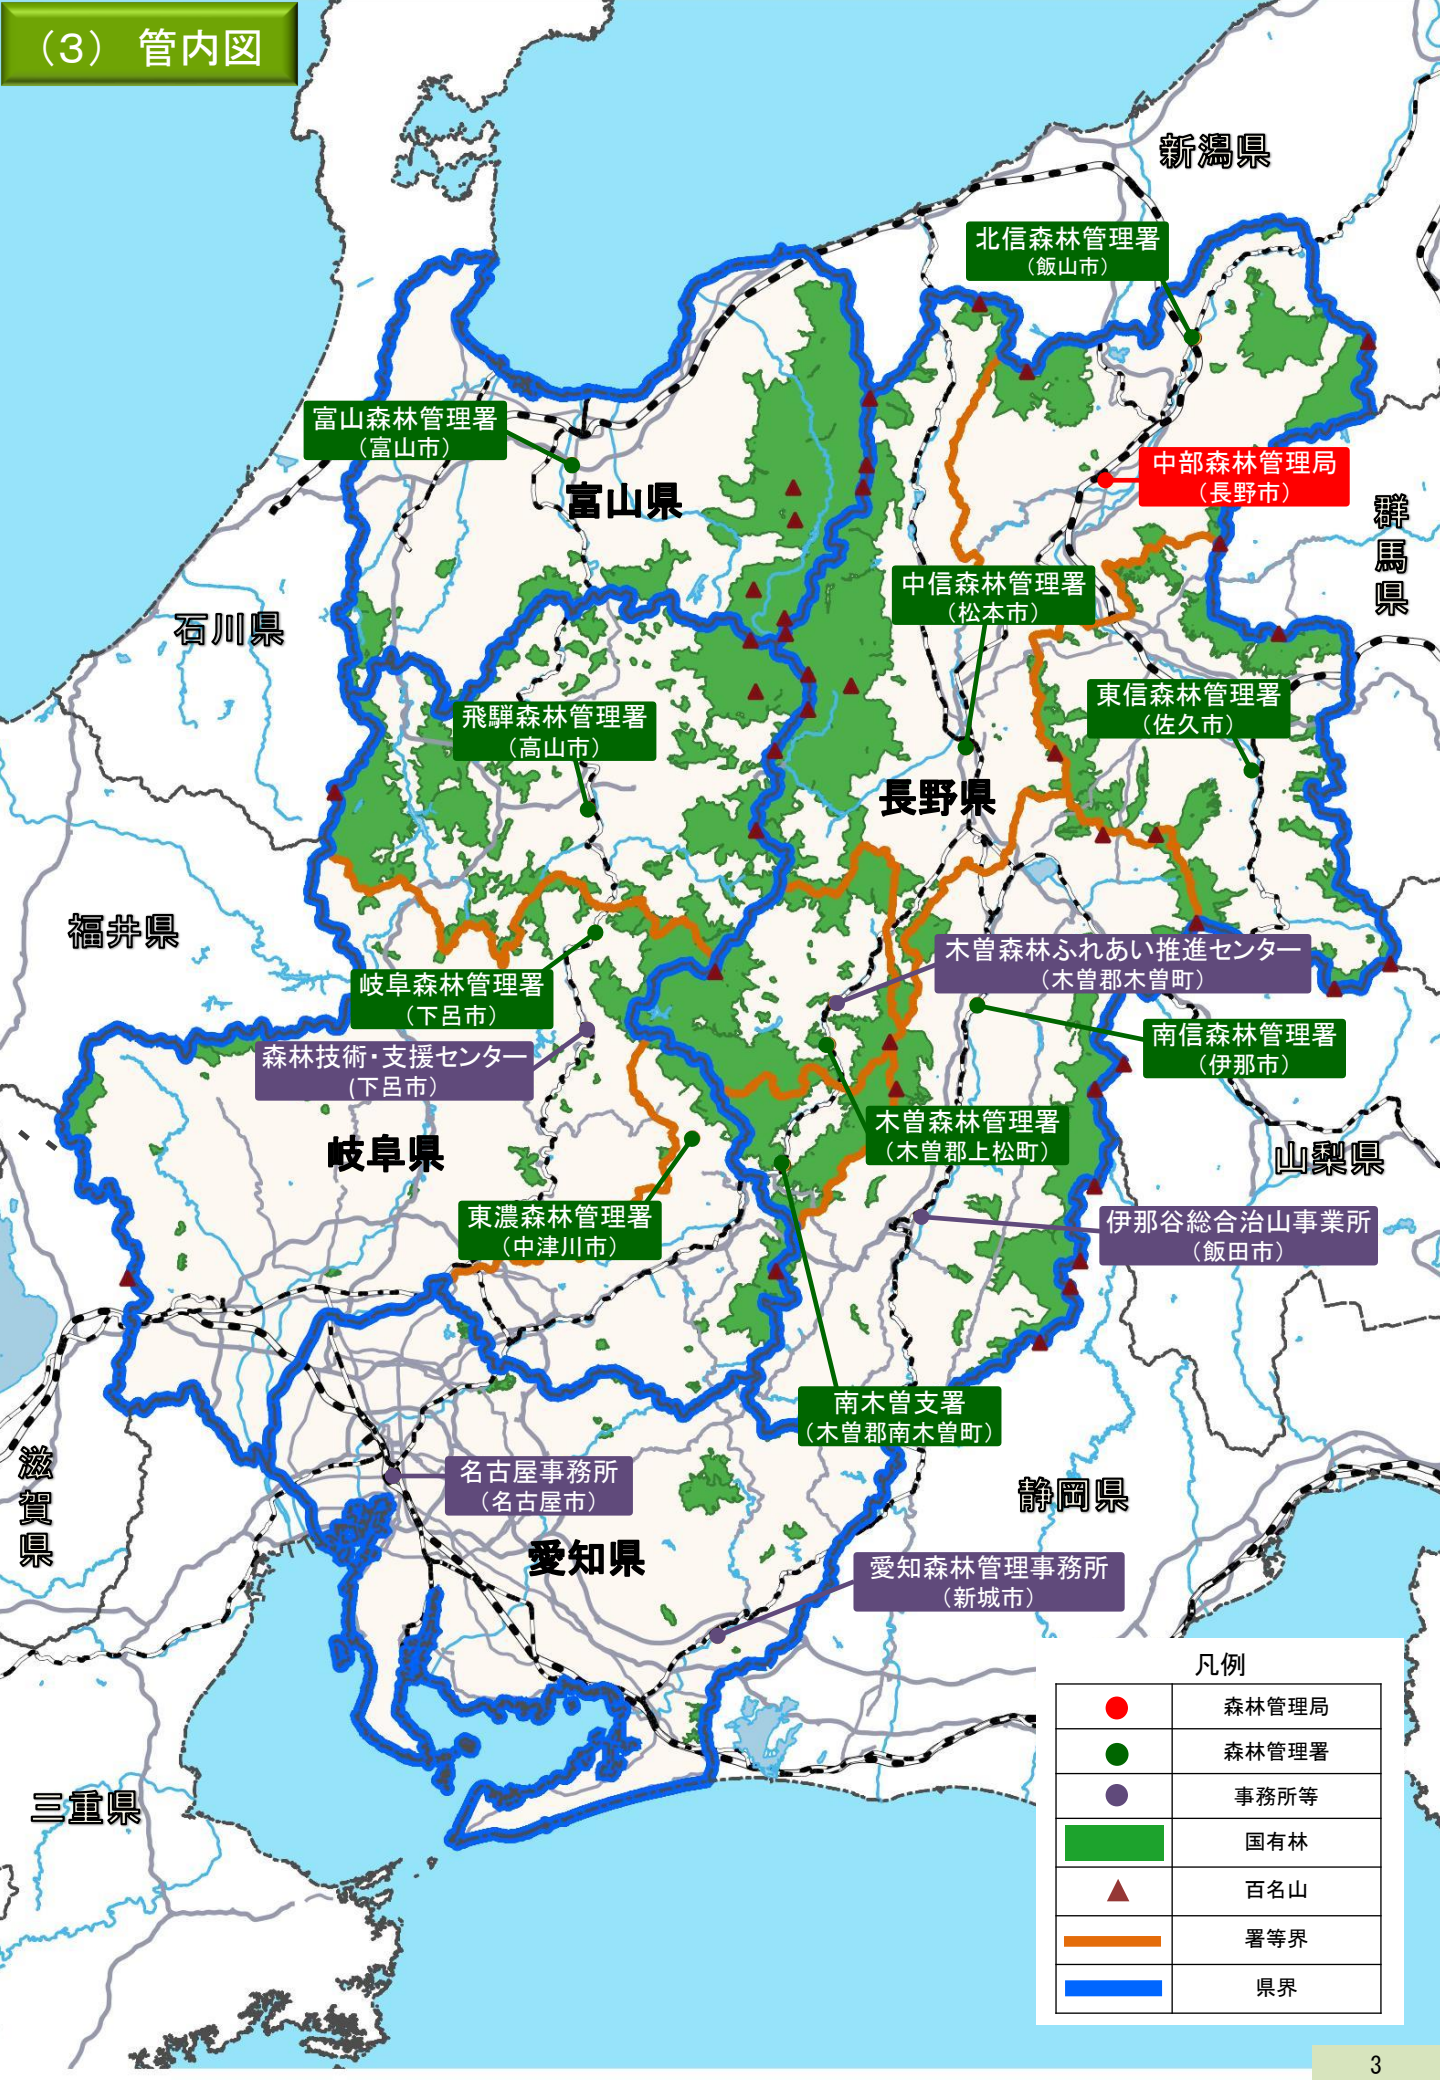 （３） 管内図
新潟県
北信森林管理署
（飯山市）
富山森林管理署
（富山市）
富山県
中部森林管理局
（長野市）
群馬県
中信森林管理署
（松本市）
石川県
東信森林管理署
（佐久市）
飛騨森林管理署
（高山市）
長野県
福井県
木曽森林ふれあい推進センター
（木曽郡木曽町）
岐阜森林管理署
（下呂市）
南信森林管理署
（伊那市）
森林技術・支援センター
（下呂市）
木曽森林管理署
（木曽郡上松町）
岐阜県
山梨県
東濃森林管理署
（中津川市）
伊那谷総合治山事業所
（飯田市）
南木曽支署
（木曽郡南木曽町）
滋賀県
名古屋事務所
（名古屋市）
静岡県
愛知県
愛知森林管理事務所
（新城市）
三重県
凡例
森林管理局
森林管理署
事務所等
国有林
百名山
署等界
県界
3